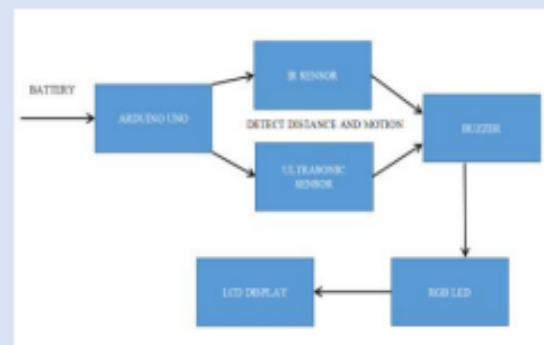 IR SENSOR
BATTERY
ARDUINO UNO
DETECT DISTANCE AND MOTION
BUZZER
ULTRASONIC
SENSOR
LCD DISPLAY
RGB LED